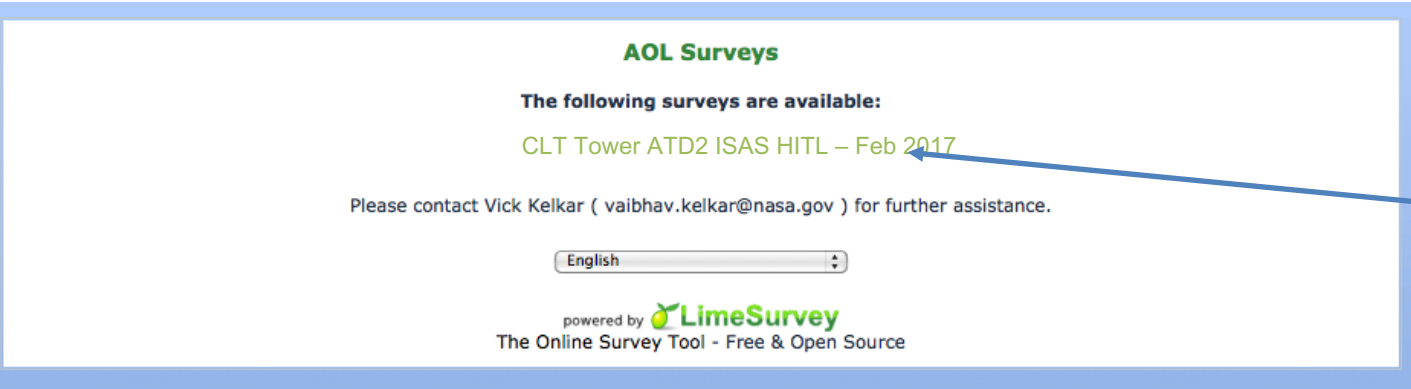 AOL Surveys
The following surveys are available:
CLT Tower ATD2 ISAS HITL – Feb 2017
Please contact Vick Kelkar ( vaibhav.kelkar@nasa.gov ) for further assistance.
English
powered by LimeSurvey
The Online Survey Tool - Free & Open Source